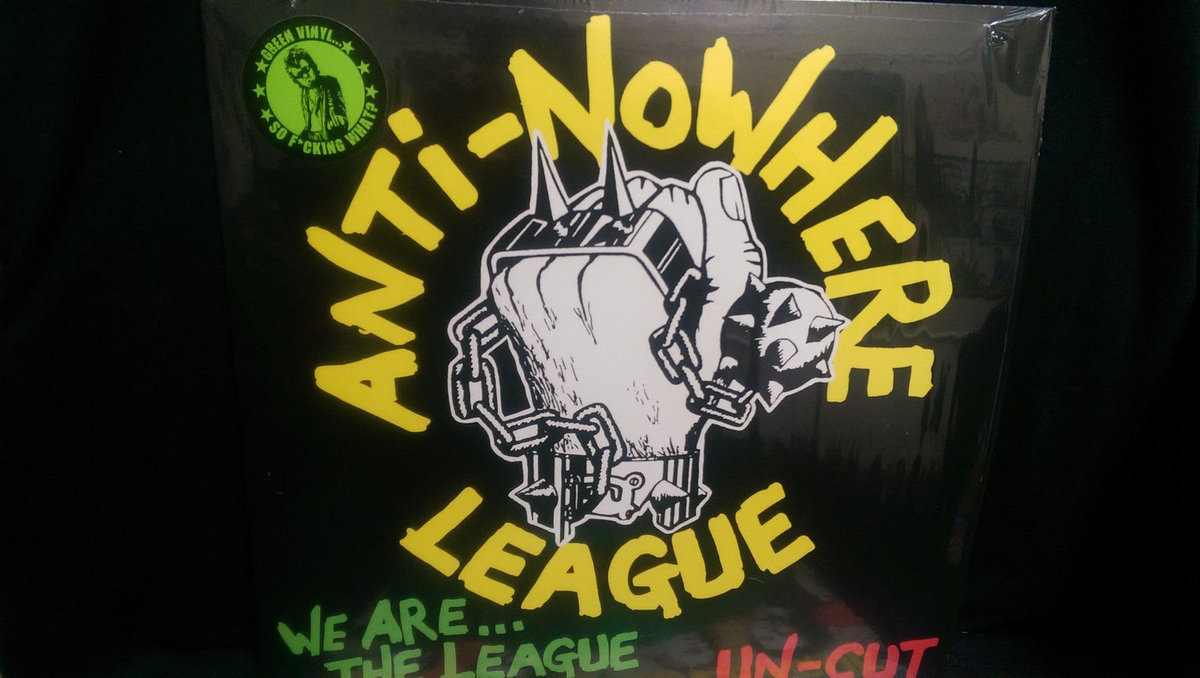 GREEN VINYL...
SO F*CKING WHAT?
ANTi-NOWHERE
LEAGUE
WE ARE...
THE LEAGUE
UN-CUT